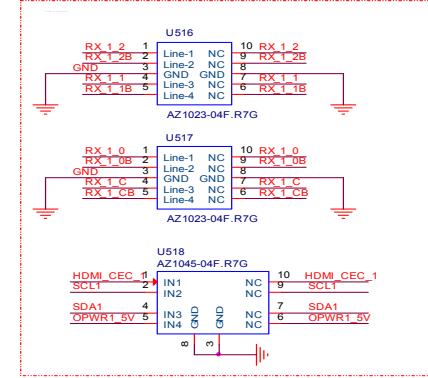 U516
RX_1_2 1 Line-1 NC 10 RX_1_2
RX_1_2B 2 Line-2 NC 9 RX_1_2B
GND 3 GND GND 8
RX_1_1 4 Line-3 NC 7 RX_1_1
RX_1_1B 5 Line-4 NC 6 RX_1_1B
AZ1023-04F.R7G
U517
RX_1_0 1 Line-1 NC 10 RX_1_0
RX_1_0B 2 Line-2 NC 9 RX_1_0B
GND 3 GND GND 8
RX_1_C 4 Line-3 NC 7 RX_1_C
RX_1_CB 5 Line-4 NC 6 RX_1_CB
AZ1023-04F.R7G
U518
AZ1045-04F.R7G
HDMI_CEC_1 1 IN1 NC 10 HDMI_CEC_1
SCL1 2 IN2 NC 9 SCL1
SDA1 4 IN3 NC 7 SDA1
OPWR1_5V 5 IN4 NC 6 OPWR1_5V
GND GND
8 3